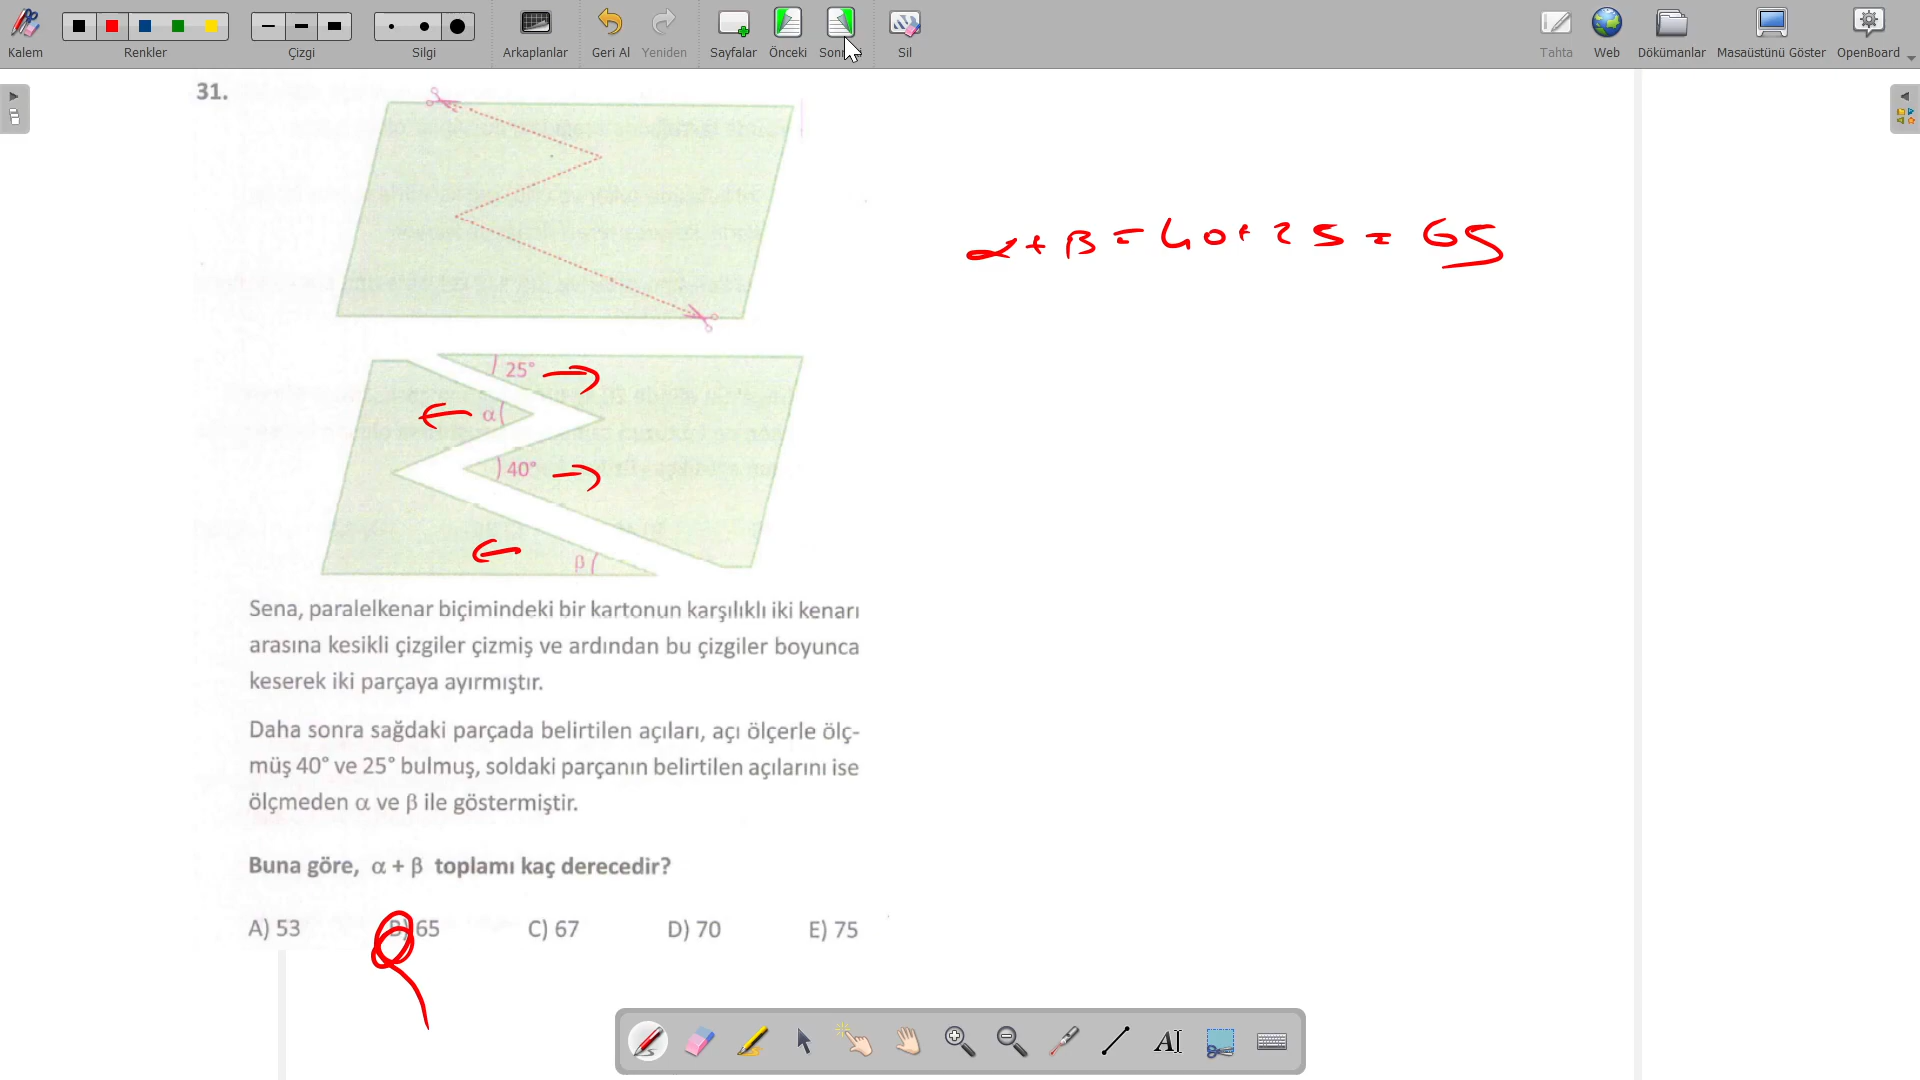 Kalem
Renkler
Çizgi
Silgi
Arkaplanlar
Geri Al
Yeniden
Sayfalar
Önceki
Sil
Tahta
Web
Dökümanlar
Masaüstünü Göster
OpenBoard
31.
α + β = 40 + 25 = 65
25°
α
40°
β
Sena, paralelkenar biçimindeki bir kartonun karşılıklı iki kenarı
arasına kesikli çizgiler çizmiş ve ardından bu çizgiler boyunca
keserek iki parçaya ayırmıştır.
Daha sonra sağdaki parçada belirtilen açıları, açı ölçerle ölç-
müş 40° ve 25° bulmuş, soldaki parçanın belirtilen açılarını ise
ölçmeden α ve β ile göstermiştir.
Buna göre, α + β toplamı kaç derecedir?
A) 53 B) 65 C) 67 D) 70 E) 75